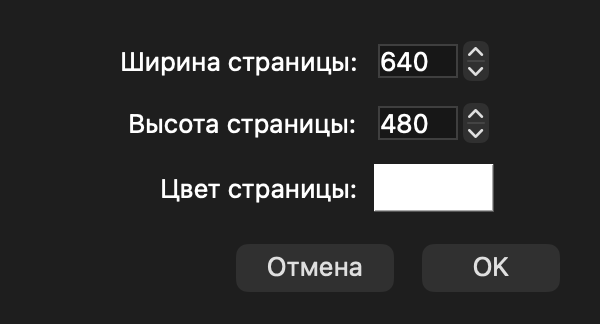 Ширина страницы: 640
Высота страницы: 480
Цвет страницы:
Отмена OK